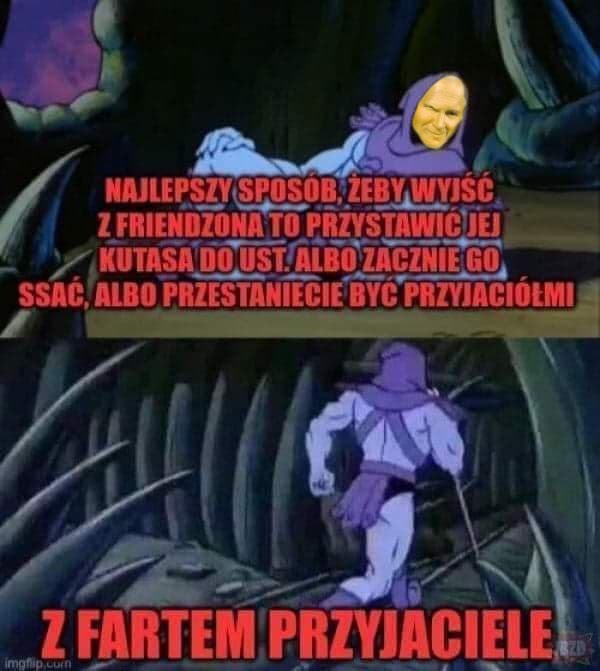 NAJLEPSZY SPOSÓB, ŻEBY WYJŚĆ
Z FRIENDZONA TO PRZYSTAWIĆ JEJ
KUTASA DO UST. ALBO ZACZNIE GO
SSAĆ, ALBO PRZESTANIECIE BYĆ PRZYJACIÓŁMI
Z FARTEM PRZYJACIELE
BZD
imgflip.com